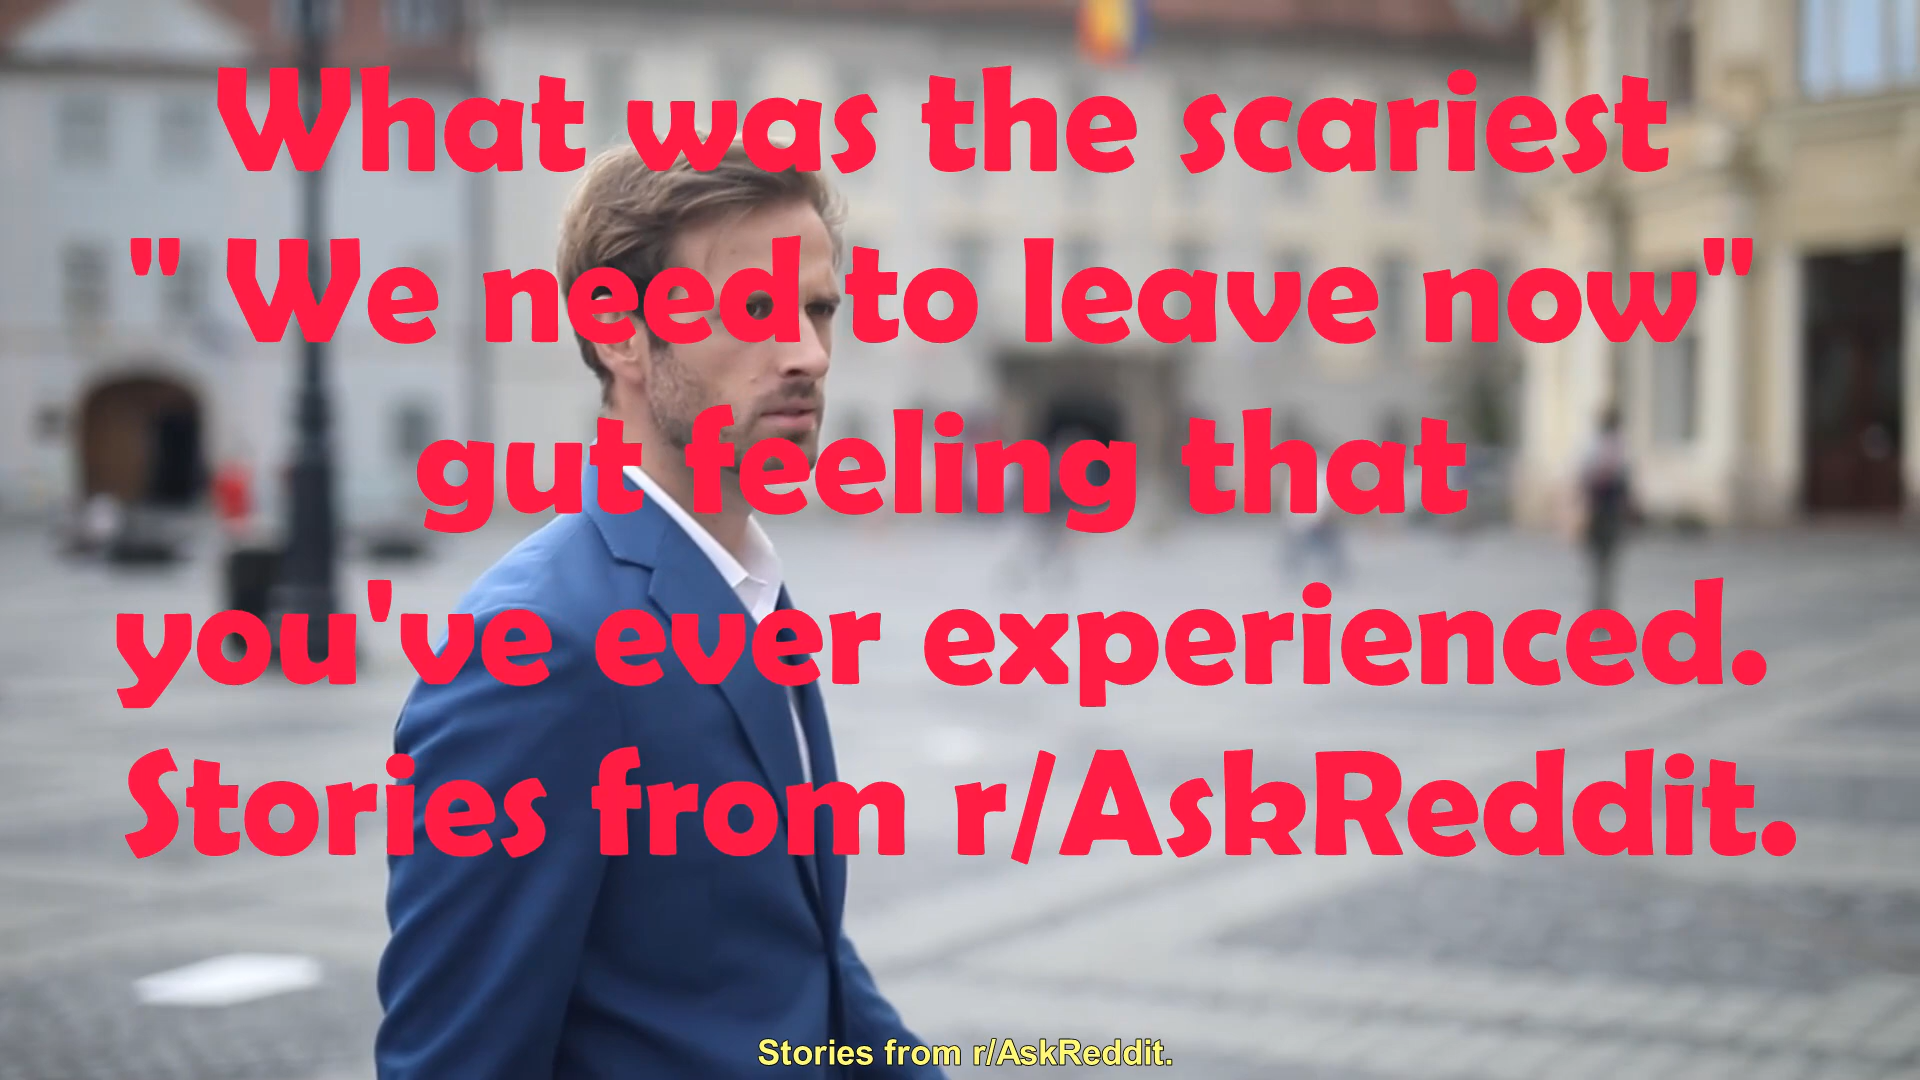 What was the scariest
" We need to leave now"
gut feeling that
you've ever experienced.
Stories from r/AskReddit.
Stories from r/AskReddit.